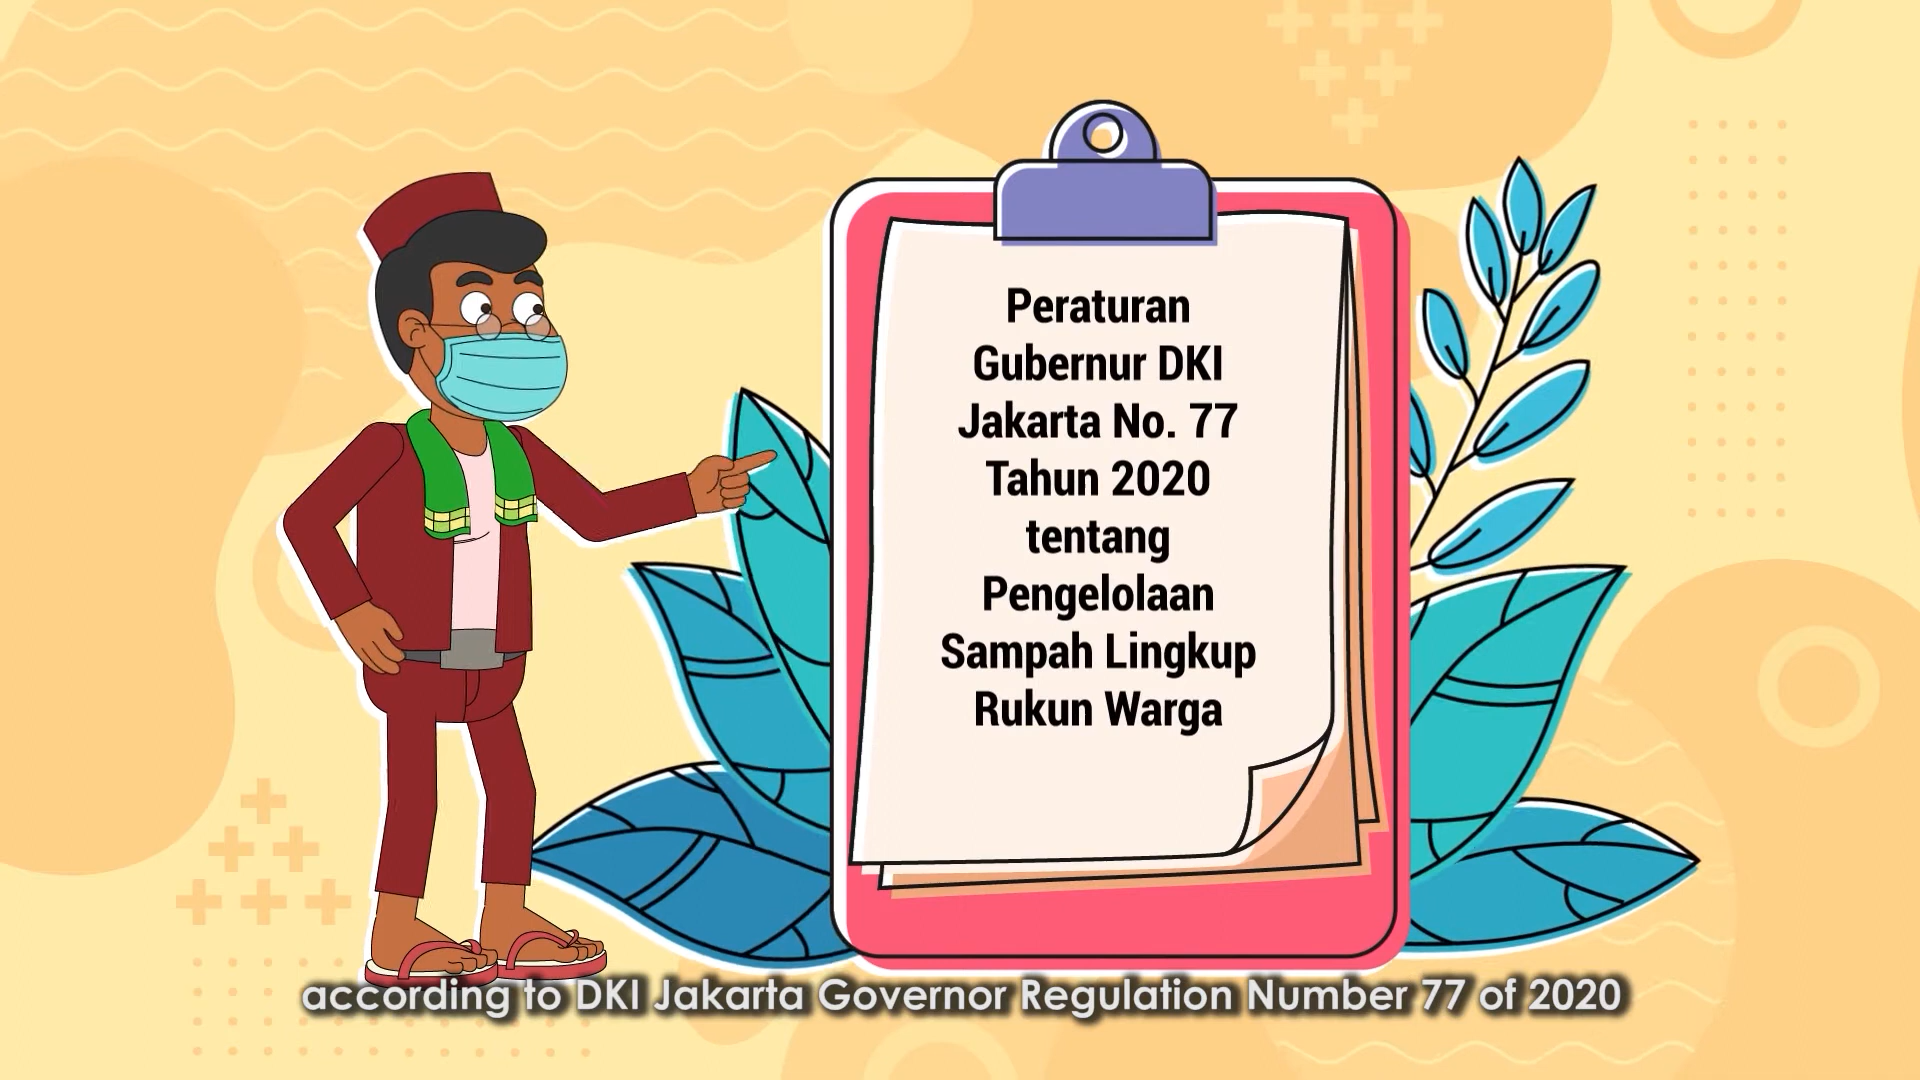 Peraturan
Gubernur DKI
Jakarta No. 77
Tahun 2020
tentang
Pengelolaan
Sampah Lingkup
Rukun Warga
according to DKI Jakarta Governor Regulation Number 77 of 2020